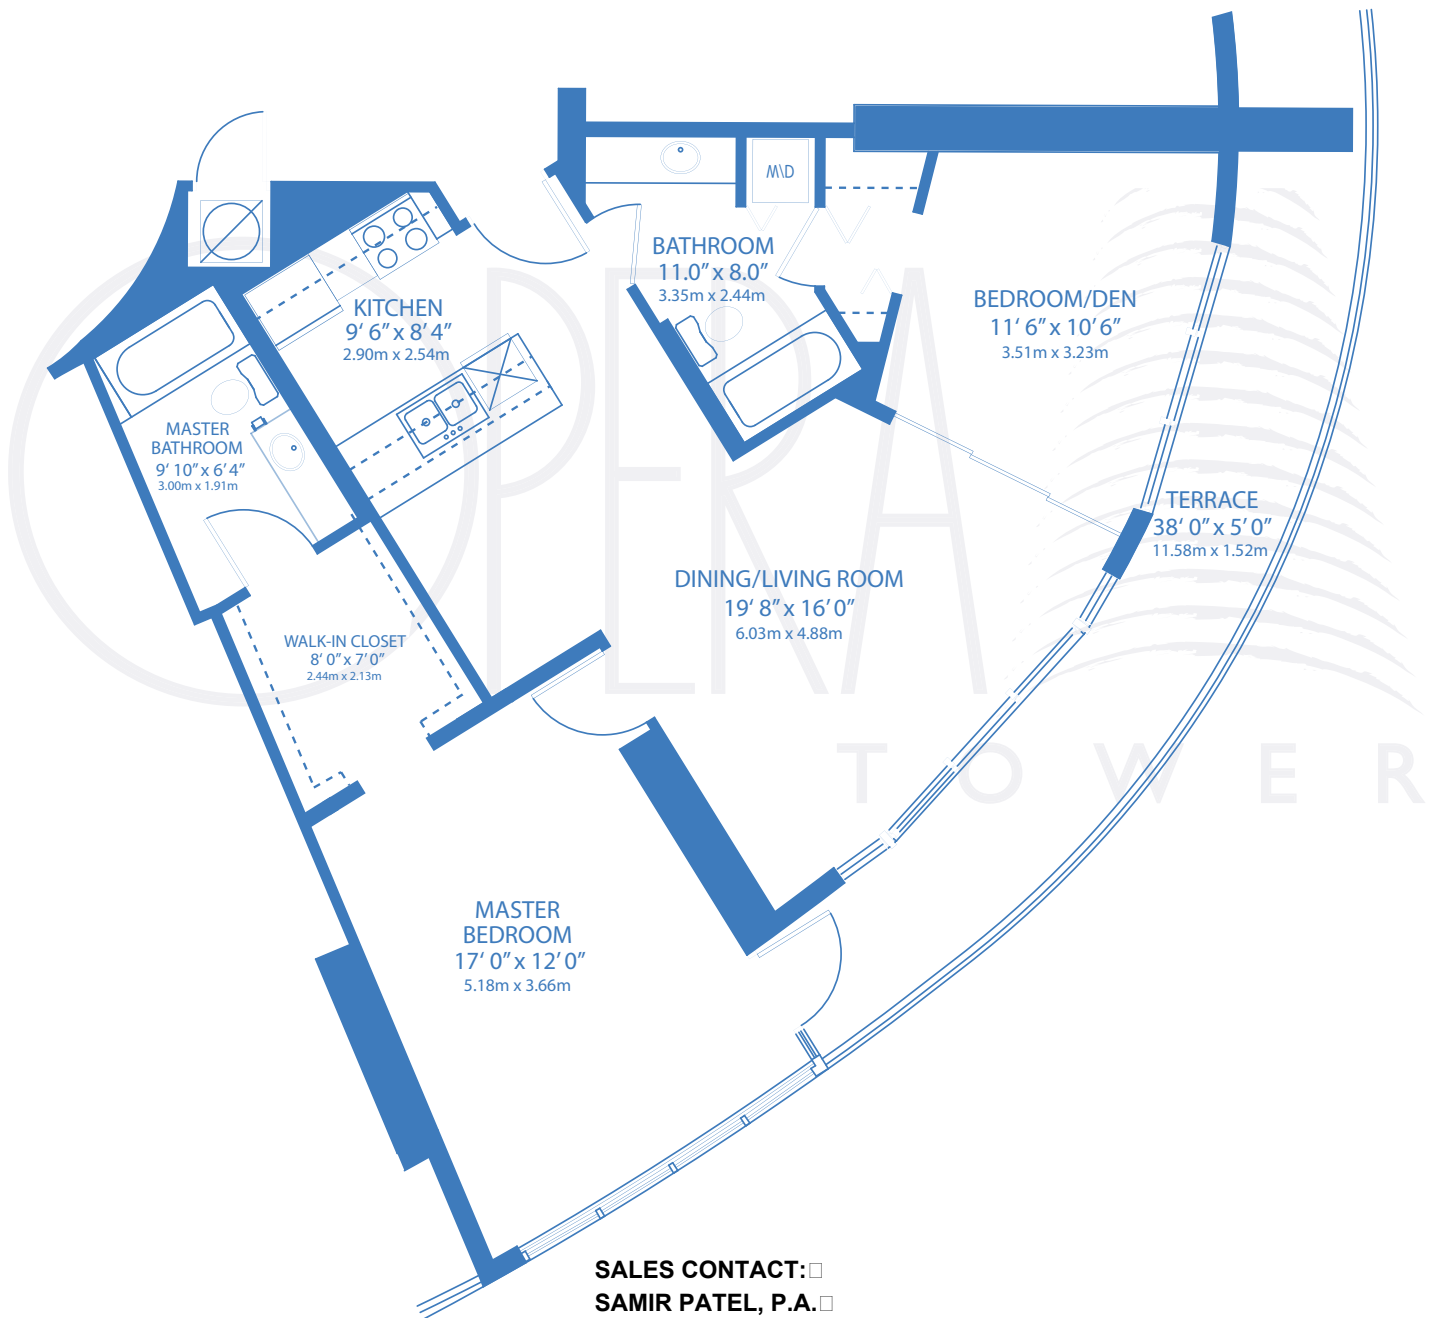 M\D
BATHROOM
11.0” x 8.0”
3.35m x 2.44m
KITCHEN
9‘ 6” x 8‘ 4”
2.90m x 2.54m
BEDROOM/DEN
11‘ 6” x 10‘ 6”
3.51m x 3.23m
MASTER
BATHROOM
9‘ 10” x 6‘ 4”
3.00m x 1.91m
TERRACE
38‘ 0” x 5‘ 0”
11.58m x 1.52m
DINING/LIVING ROOM
19‘ 8” x 16‘ 0”
6.03m x 4.88m
WALK-IN CLOSET
8‘ 0” x 7‘ 0”
2.44m x 2.13m
OPERA
TOWER
MASTER
BEDROOM
17‘ 0” x 12‘ 0”
5.18m x 3.66m
SALES CONTACT:
SAMIR PATEL, P.A.